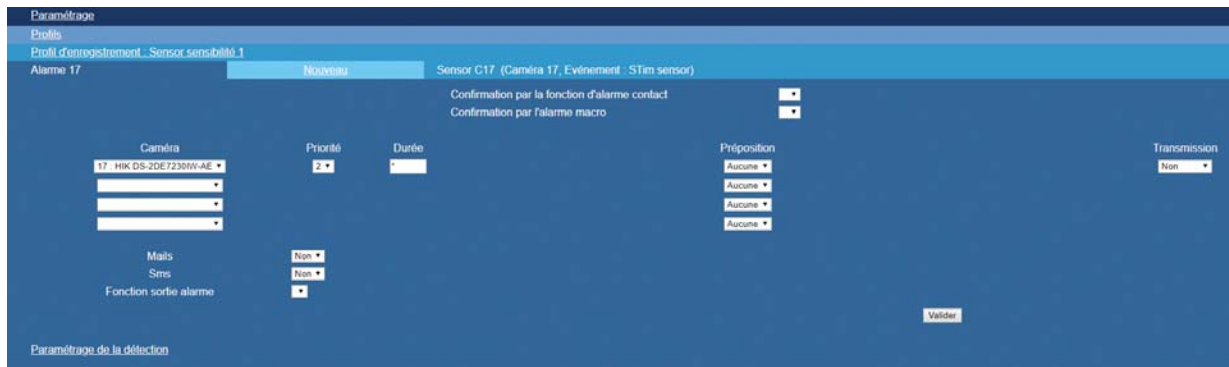 Paramétrage
Profils
Profil d'enregistrement : Sensor sensibilité 1
Alarme 17 Nouveau Sensor C17 (Caméra 17, Evénement : STim sensor)
Confirmation par la fonction d'alarme contact
Confirmation par l'alarme macro
Caméra Priorité Durée Préposition Transmission
17 : HIK DS-2DE7230IW-AE 2 * Aucune Non
Aucune
Aucune
Aucune
Mails Non
Sms Non
Fonction sortie alarme
Valider
Paramétrage de la détection